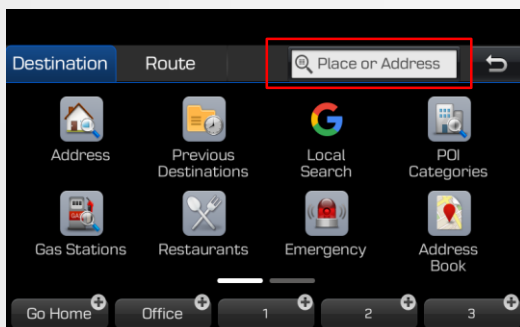 Destination
Route
Place or Address
Address
Previous
Destinations
Local
Search
POI
Categories
Gas Stations
Restaurants
Emergency
Address
Book
Go Home
Office
1
2
3